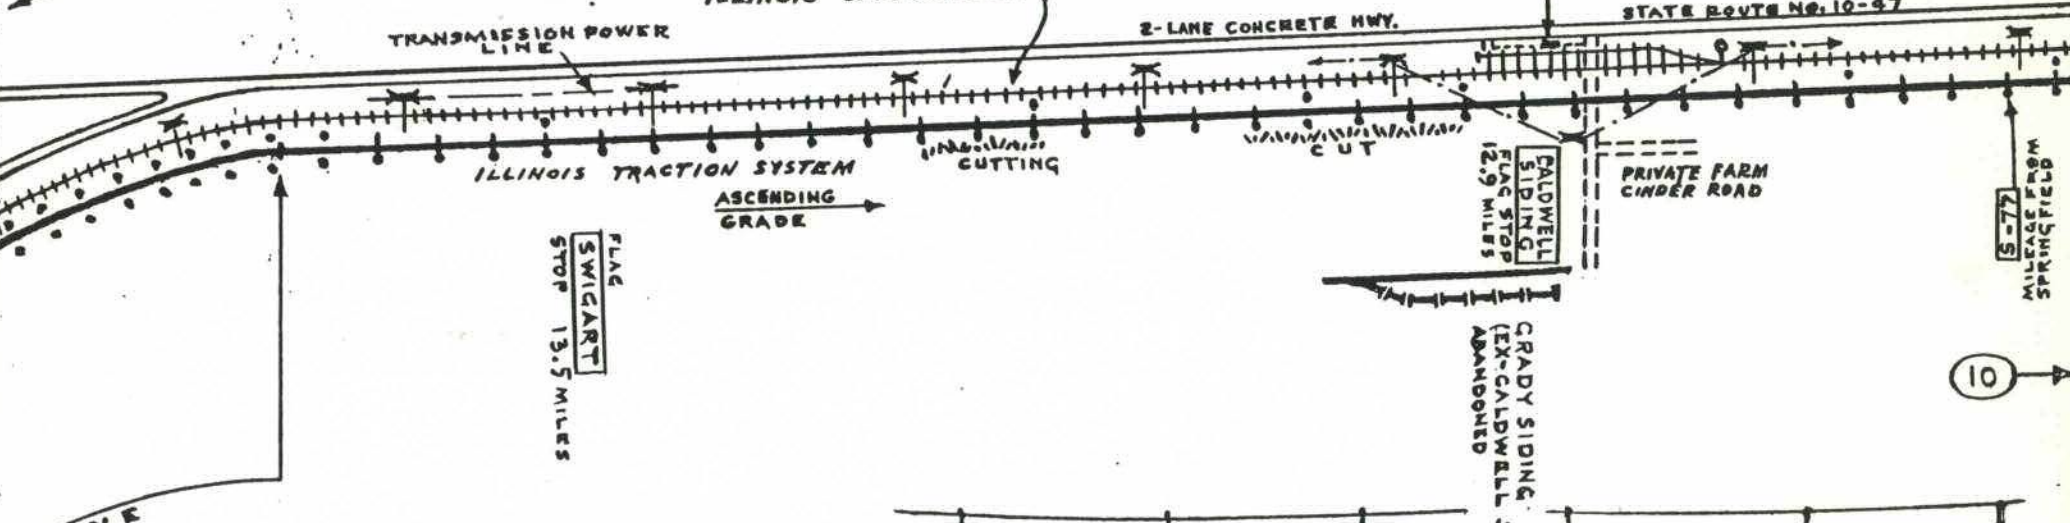 ILLINOIS
2-LANE CONCRETE HWY.
STATE ROUTE NO. 10-47
TRANSMISSION POWER
LINE
ILLINOIS TRACTION SYSTEM
ASCENDING
GRADE
CUTTING
CUT
CALDWELL
SIDING
FLAG STOP
12.9 MILES
PRIVATE FARM
CINDER ROAD
S-77
MILEAGE FROM
SPRINGFIELD
FLAG
SWIGART
STOP 13.5 MILES
GRADY SIDING
(EX-CALDWELL
ABANDONED
10
LE